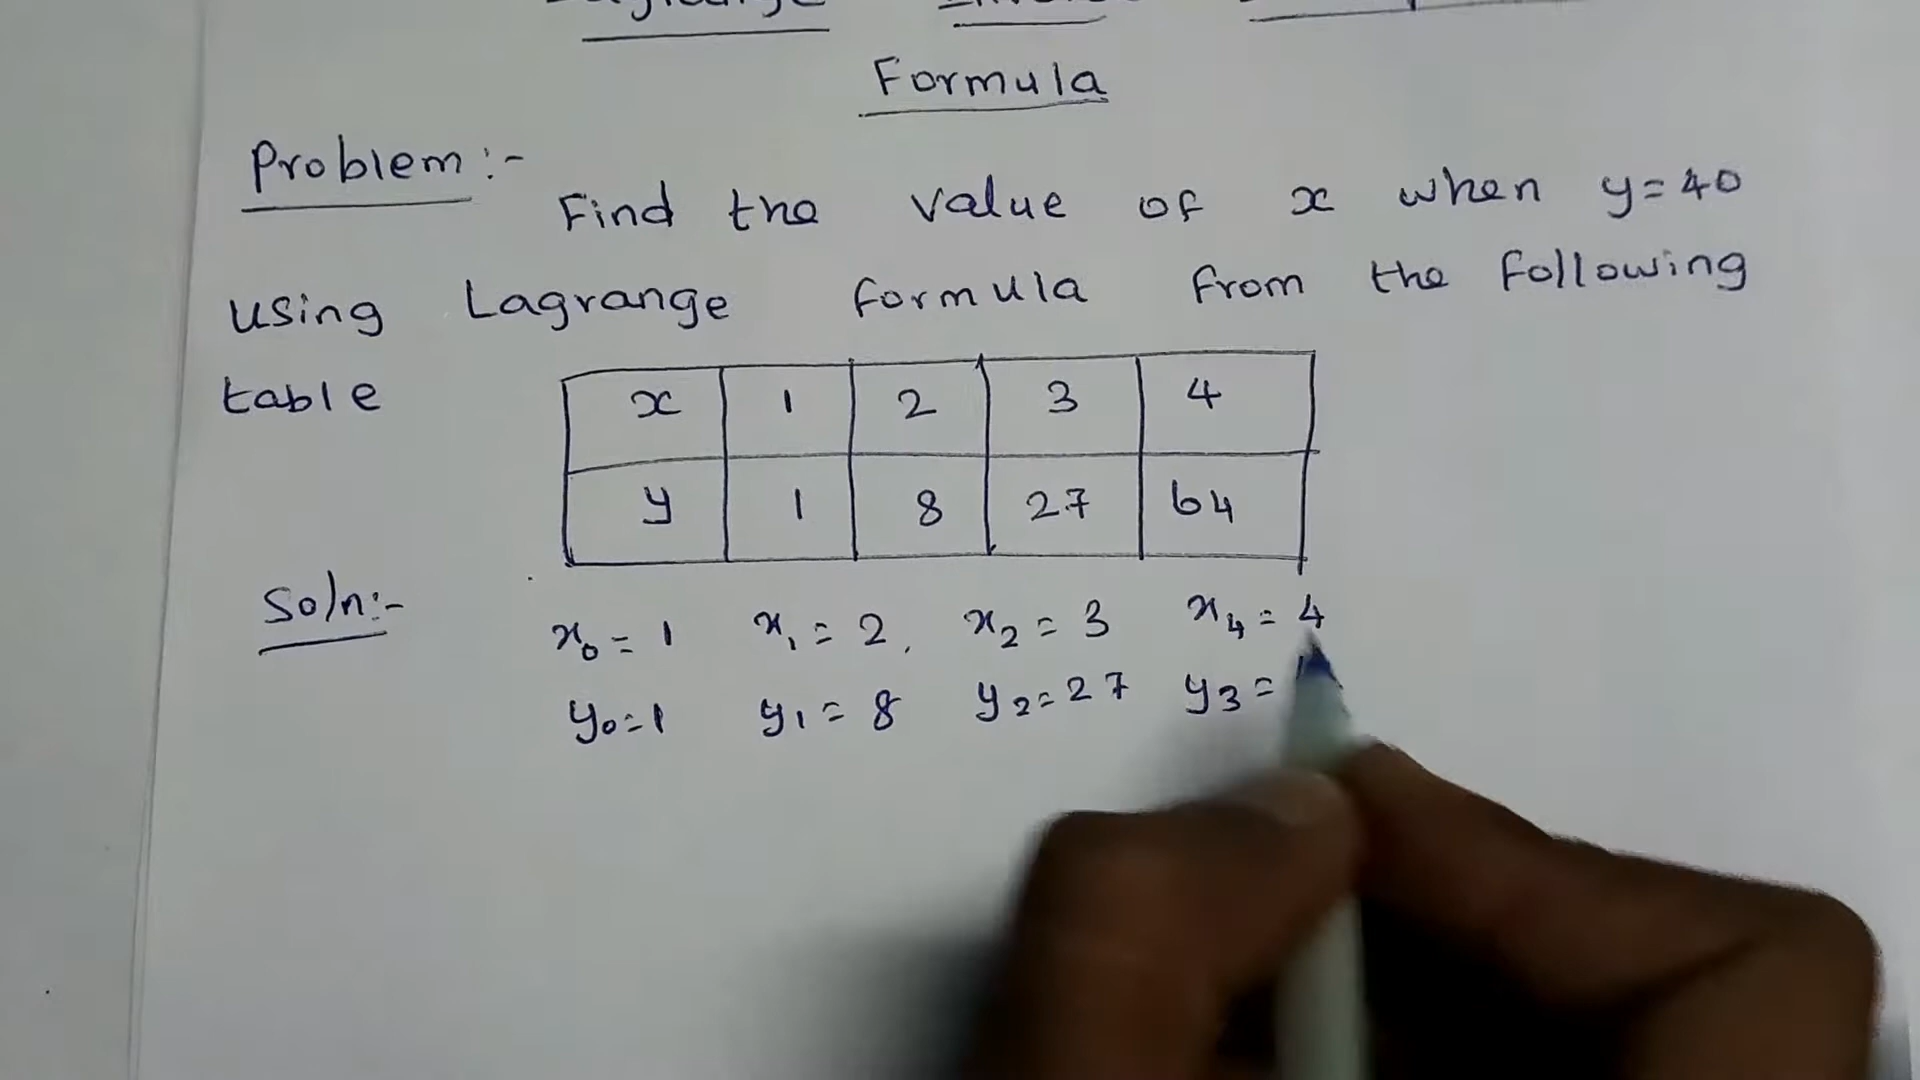 Formula
Problem:-
Find the value of x when y=40
using Lagrange formula from the following
table
x 1 2 3 4
y 1 8 27 64
Soln:-
x₀ = 1 x₁ = 2, x₂ = 3 x₄ = 4
y₀=1 y₁ = 8 y₂=27 y₃ =